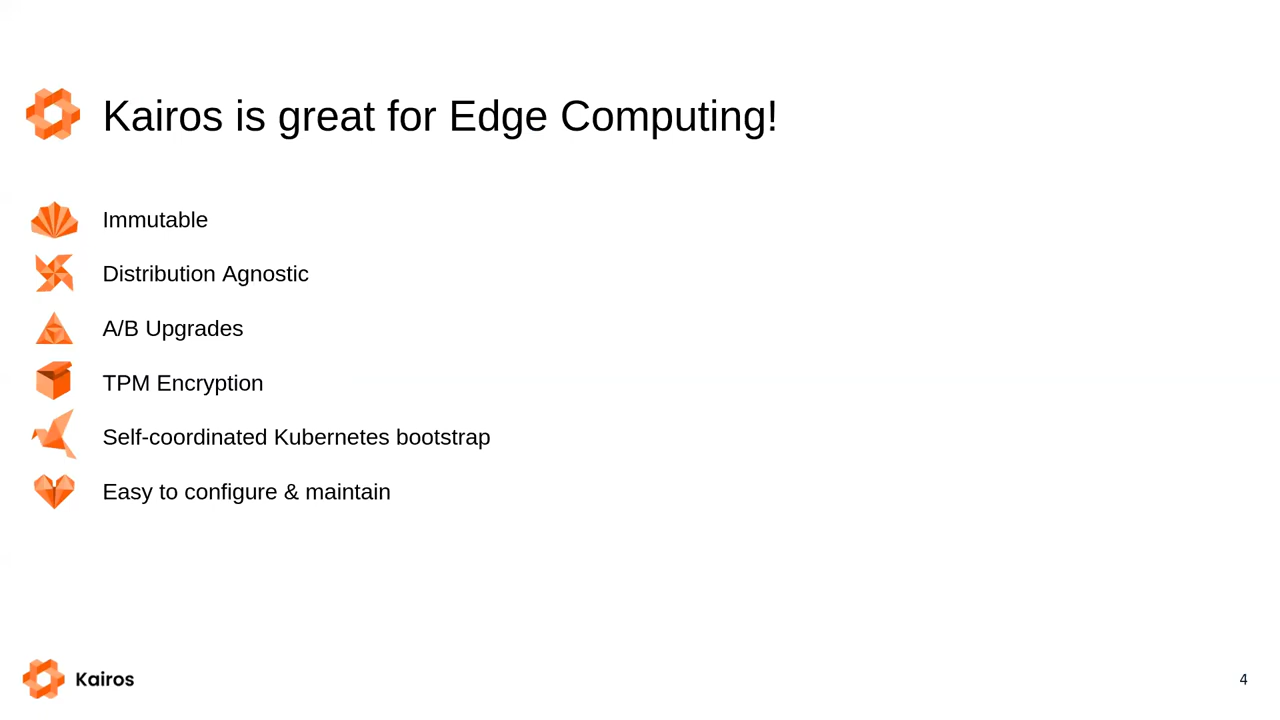 Kairos is great for Edge Computing!
Immutable
Distribution Agnostic
A/B Upgrades
TPM Encryption
Self-coordinated Kubernetes bootstrap
Easy to configure & maintain
Kairos
4